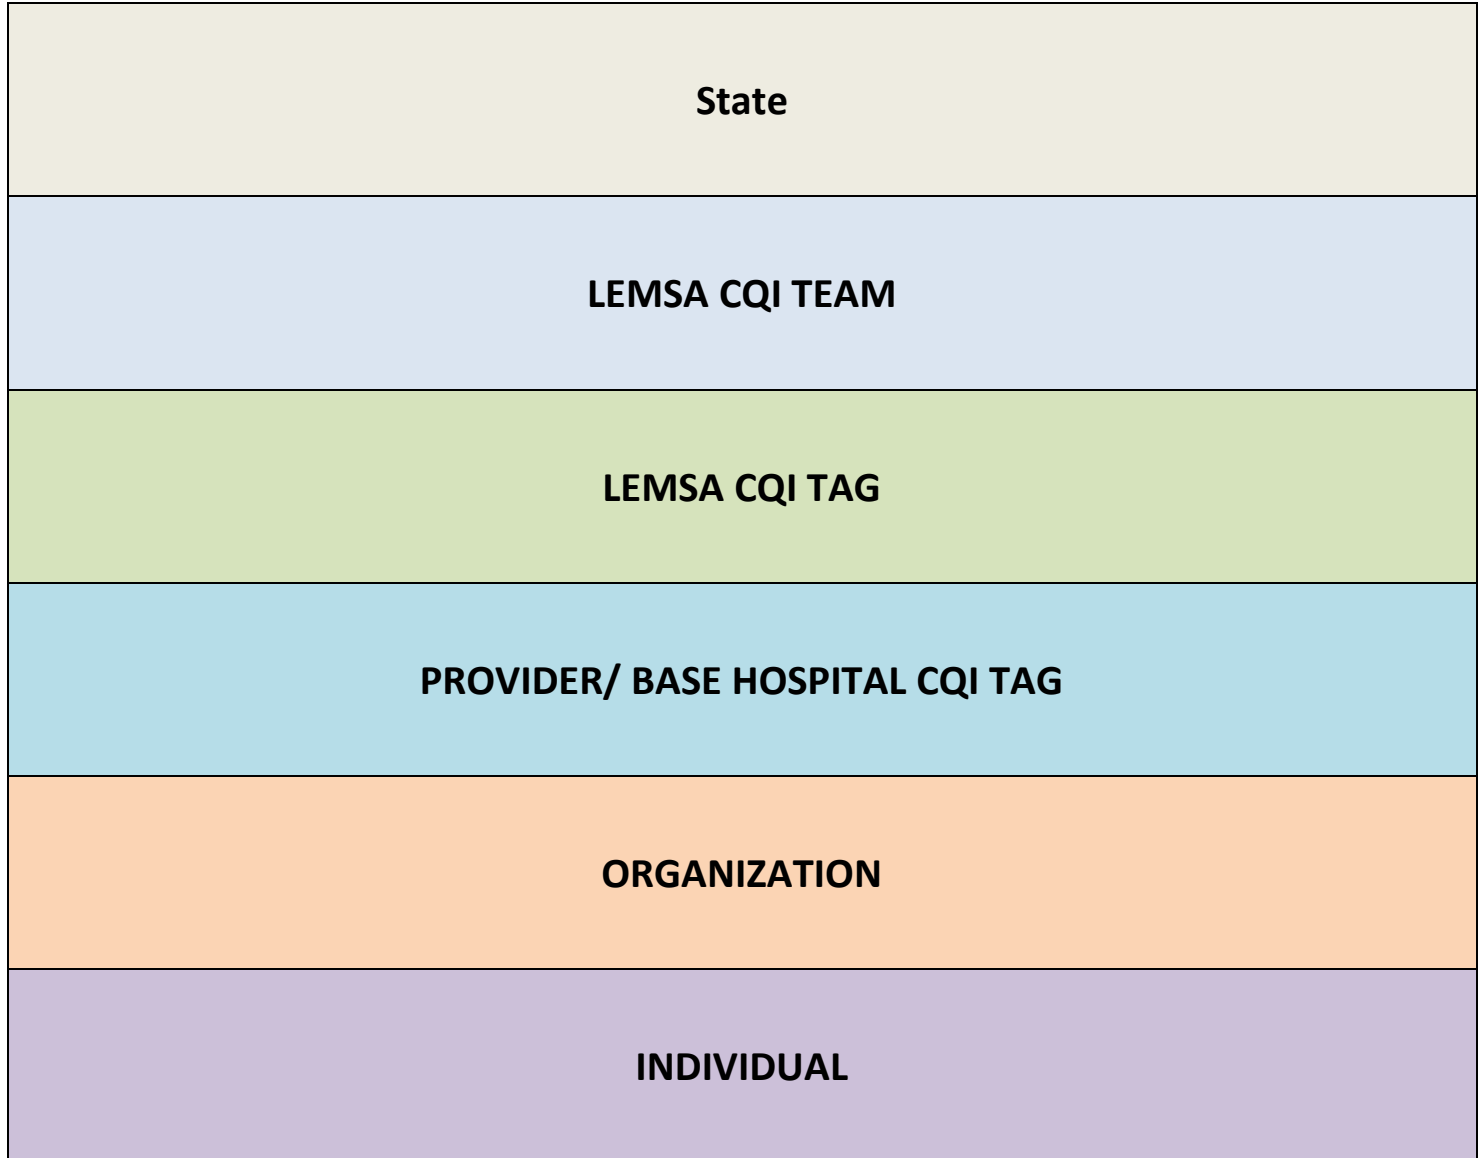 State
LEMSA CQI TEAM
LEMSA CQI TAG
PROVIDER/ BASE HOSPITAL CQI TAG
ORGANIZATION
INDIVIDUAL